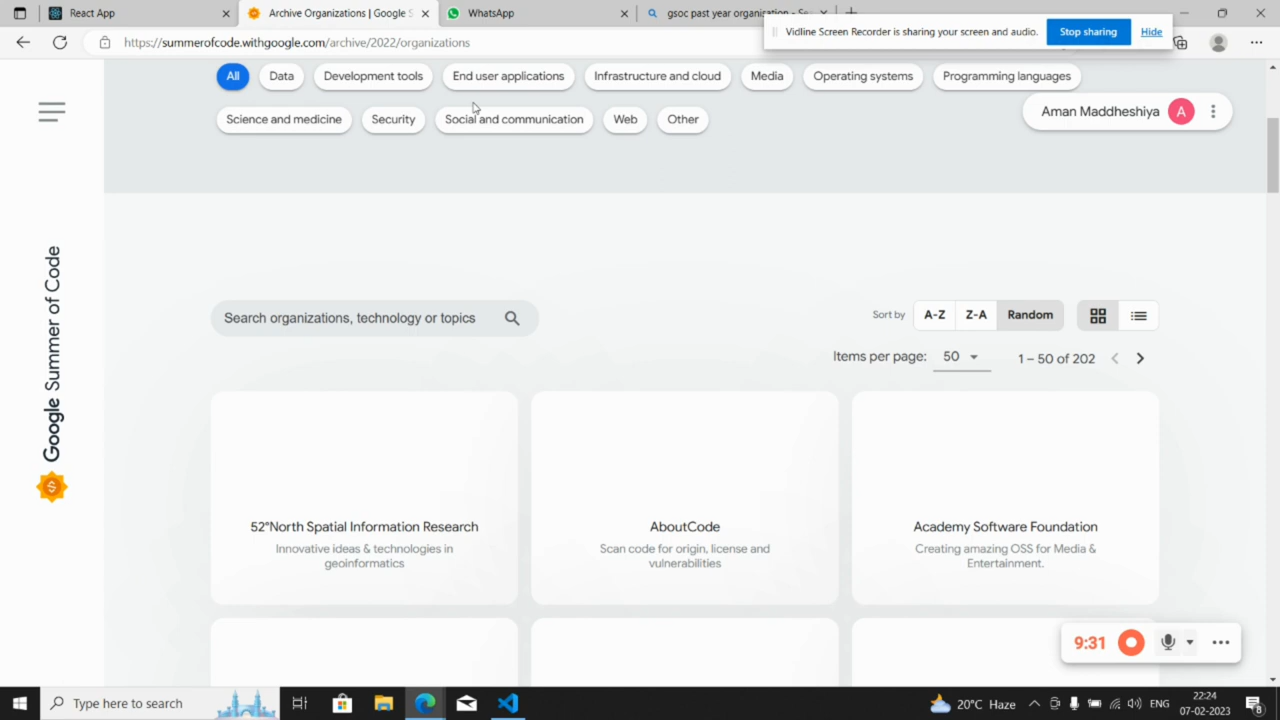 React App
Archive Organizations | Google S
WhatsApp
gsoc past year organisation - Se
Vidline Screen Recorder is sharing your screen and audio.
Stop sharing
Hide
https://summerofcode.withgoogle.com/archive/2022/organizations
All
Data
Development tools
End user applications
Infrastructure and cloud
Media
Operating systems
Programming languages
Science and medicine
Security
Social and communication
Web
Other
Aman Maddheshiya
A
Google Summer of Code
Search organizations, technology or topics
Sort by
A-Z
Z-A
Random
Items per page:
50
1 – 50 of 202
52°North Spatial Information Research
Innovative ideas & technologies in
geoinformatics
AboutCode
Scan code for origin, license and
vulnerabilities
Academy Software Foundation
Creating amazing OSS for Media &
Entertainment.
9:31
Type here to search
20°C Haze
ENG
22:24
07-02-2023
8